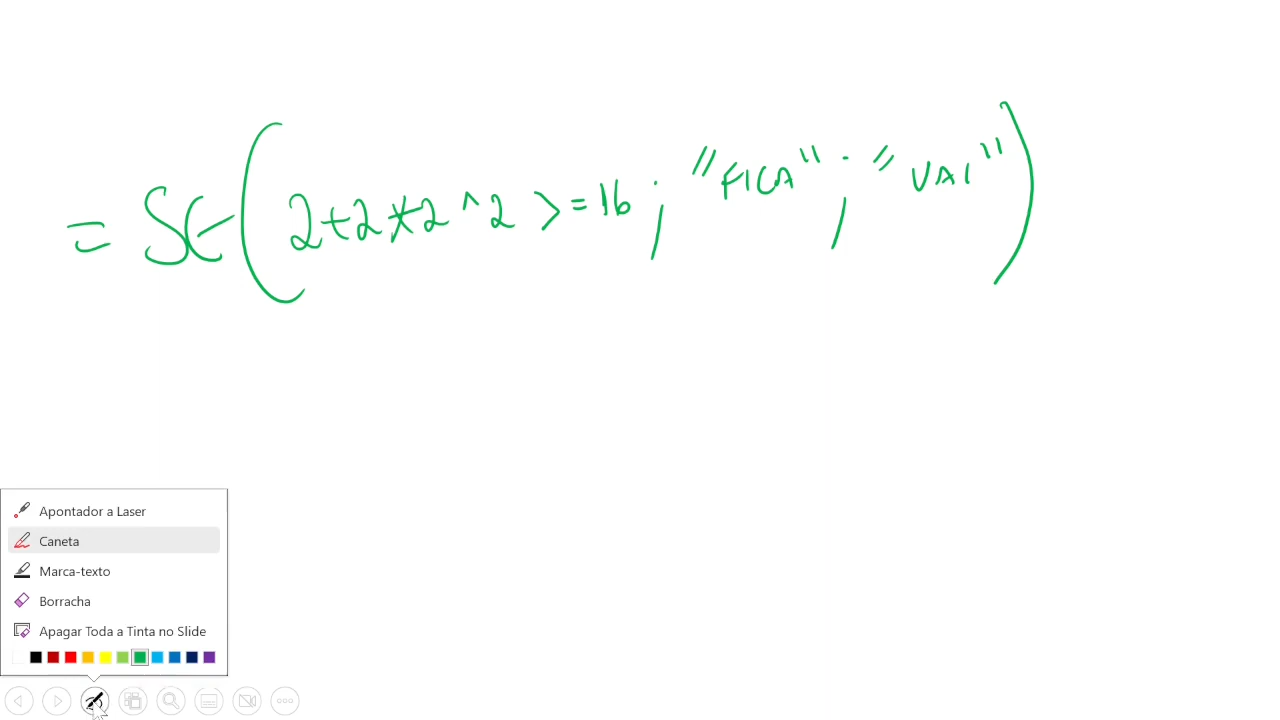 =SE(2+2*2^2>=16;"FICA";"VAI")
Apontador a Laser
Caneta
Marca-texto
Borracha
Apagar Toda a Tinta no Slide